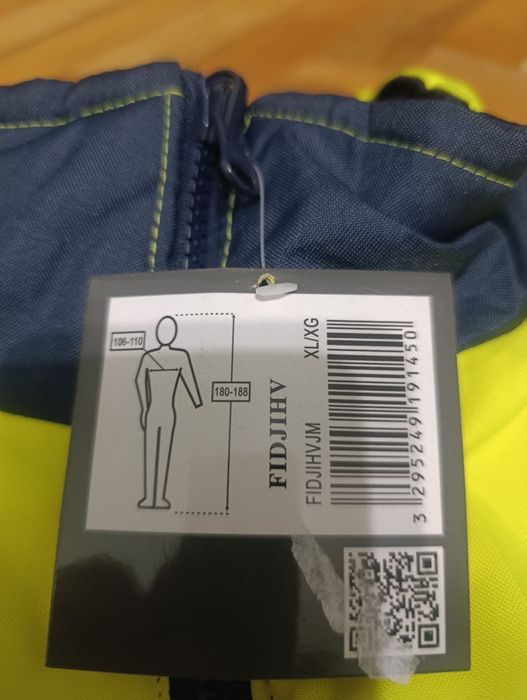 106-110
180-188
FIDJIHV
FIDJIHVJM XL/XG
3 295249 191450